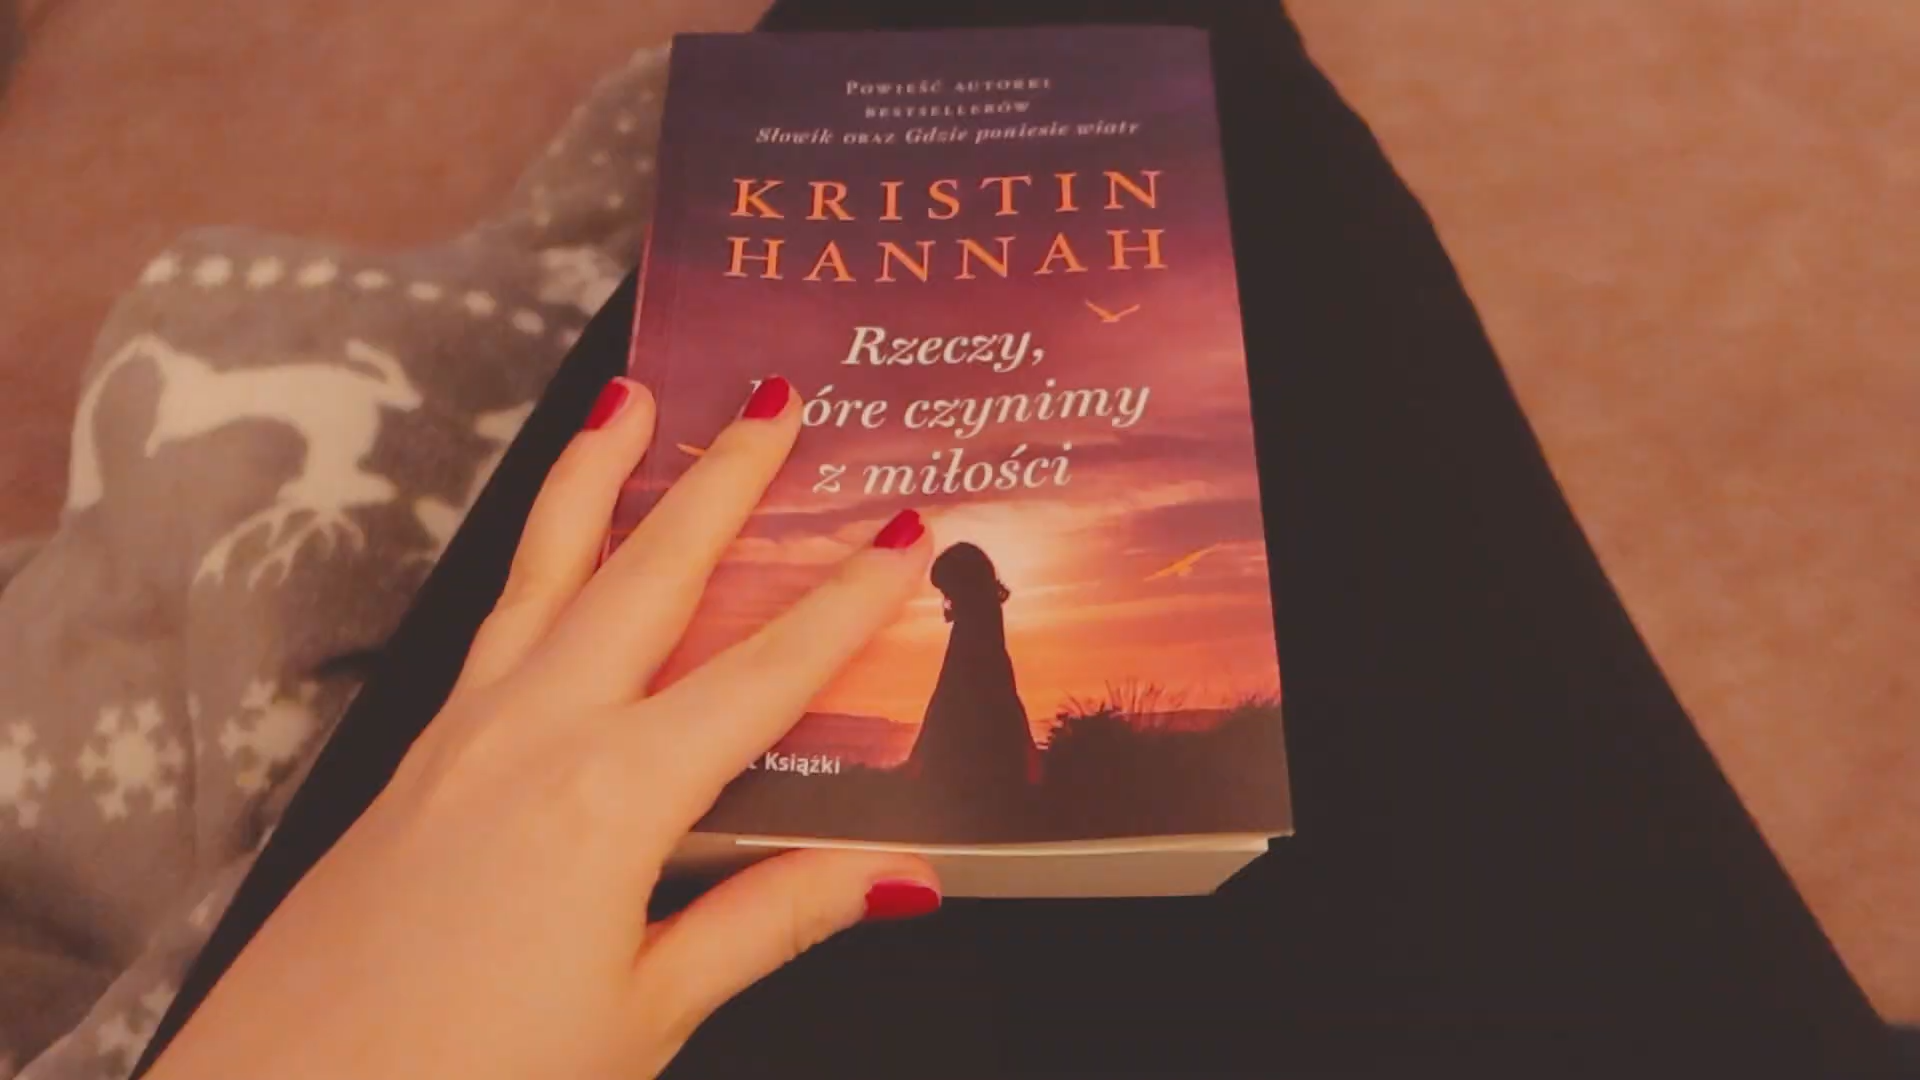 POWIEŚĆ AUTORKI
BESTSELLERÓW
Słowik ORAZ Gdzie poniesie wiatr
KRISTIN
HANNAH
Rzeczy,
czynimy
z miłości
Książki